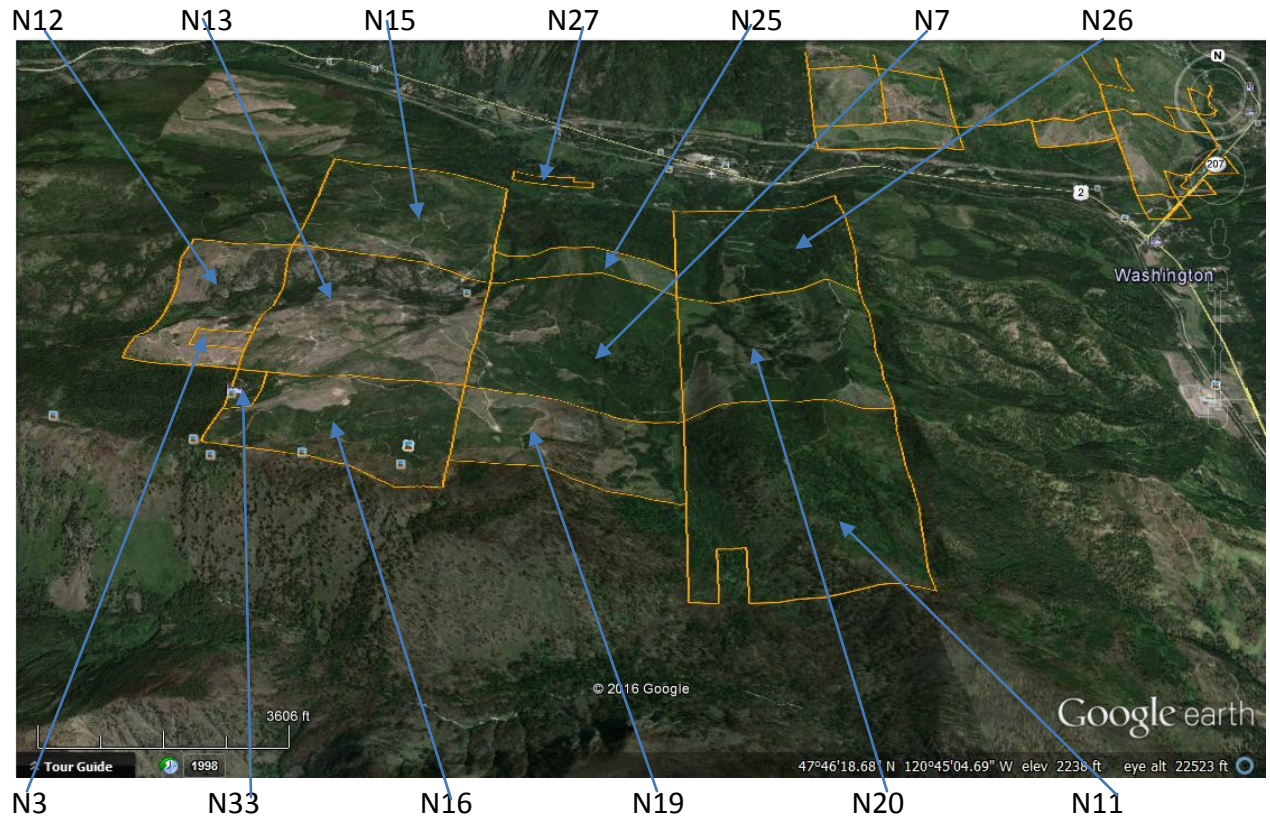 N12 N13 N15 N27 N25 N7 N26
N
207
2
Washington
© 2016 Google
3606 ft
Google earth
Tour Guide 1998 47°46'18.68" N 120°45'04.69" W elev 2238 ft eye alt 22523 ft
N3 N33 N16 N19 N20 N11